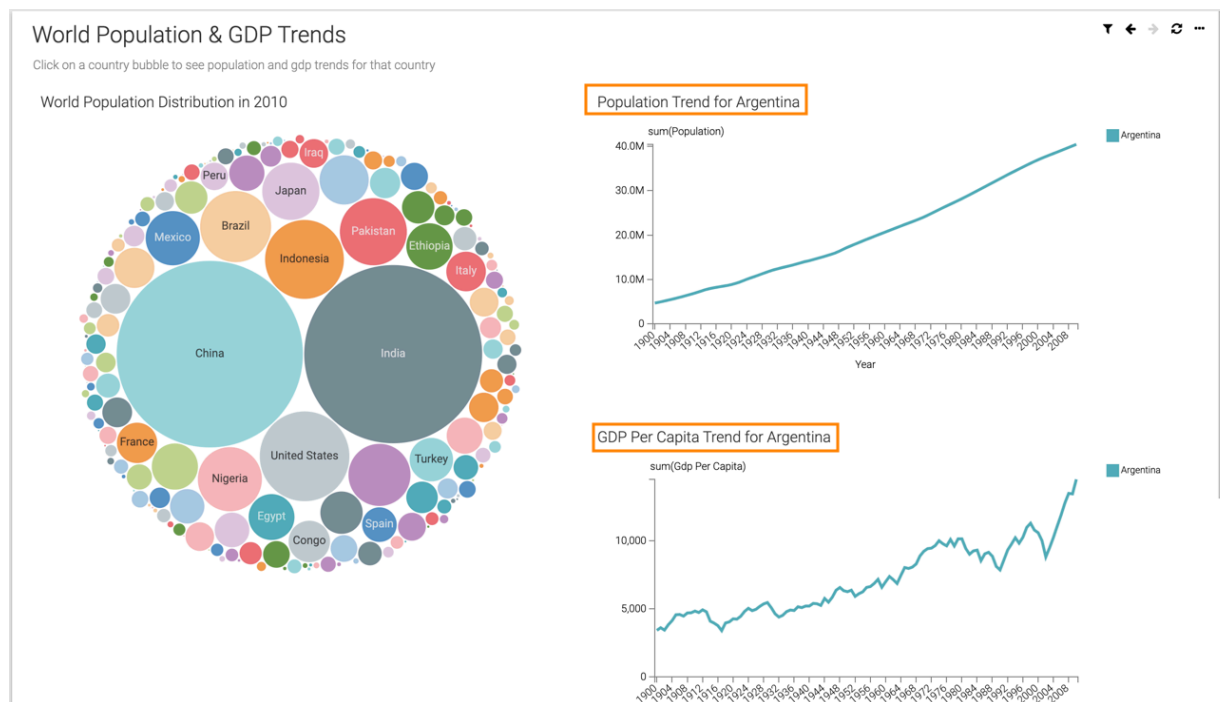 World Population & GDP Trends
Click on a country bubble to see population and gdp trends for that country
World Population Distribution in 2010
Iraq
Peru
Japan
Brazil
Mexico
Pakistan
Ethiopia
Indonesia
Italy
China
India
France
United States
Turkey
Nigeria
Egypt
Spain
Congo
Population Trend for Argentina
sum(Population)
Argentina
40.0M
30.0M
20.0M
10.0M
0
1900 1904 1908 1912 1916 1920 1924 1928 1932 1936 1940 1944 1948 1952 1956 1960 1964 1968 1972 1976 1980 1984 1988 1992 1996 2000 2004 2008
Year
GDP Per Capita Trend for Argentina
sum(Gdp Per Capita)
Argentina
10,000
5,000
0
1900 1904 1908 1912 1916 1920 1924 1928 1932 1936 1940 1944 1948 1952 1956 1960 1964 1968 1972 1976 1980 1984 1988 1992 1996 2000 2004 2008